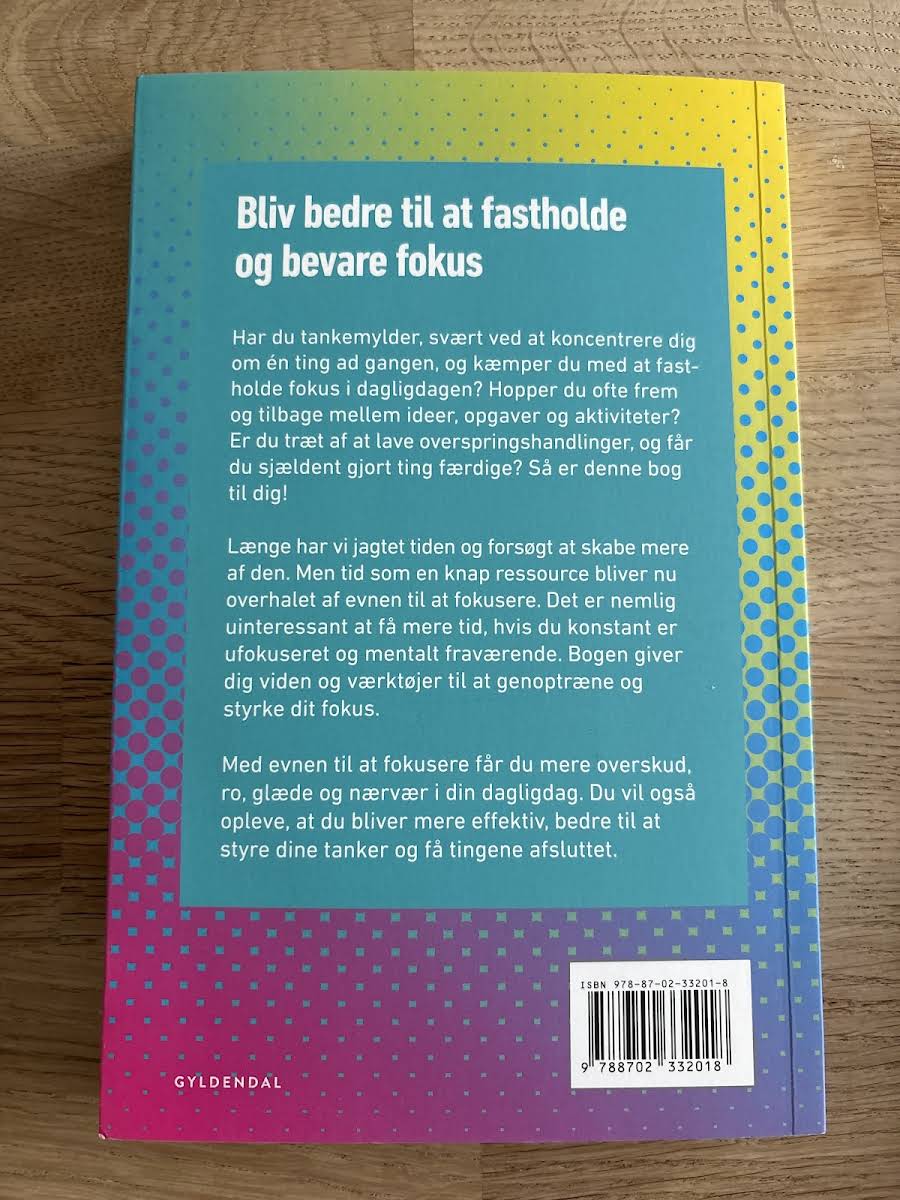 Bliv bedre til at fastholde
og bevare fokus
Har du tankemylder, svært ved at koncentrere dig
om én ting ad gangen, og kæmper du med at fast-
holde fokus i dagligdagen? Hopper du ofte frem
og tilbage mellem ideer, opgaver og aktiviteter?
Er du træt af at lave overspringshandlinger, og får
du sjældent gjort ting færdige? Så er denne bog
til dig!
Længe har vi jagtet tiden og forsøgt at skabe mere
af den. Men tid som en knap ressource bliver nu
overhalet af evnen til at fokusere. Det er nemlig
uinteressant at få mere tid, hvis du konstant er
ufokuseret og mentalt fraværende. Bogen giver
dig viden og værktøjer til at genoptræne og
styrke dit fokus.
Med evnen til at fokusere får du mere overskud,
ro, glæde og nærvær i din dagligdag. Du vil også
opleve, at du bliver mere effektiv, bedre til at
styre dine tanker og få tingene afsluttet.
ISBN 978-87-02-33201-8
9 788702 332018
GYLDENDAL